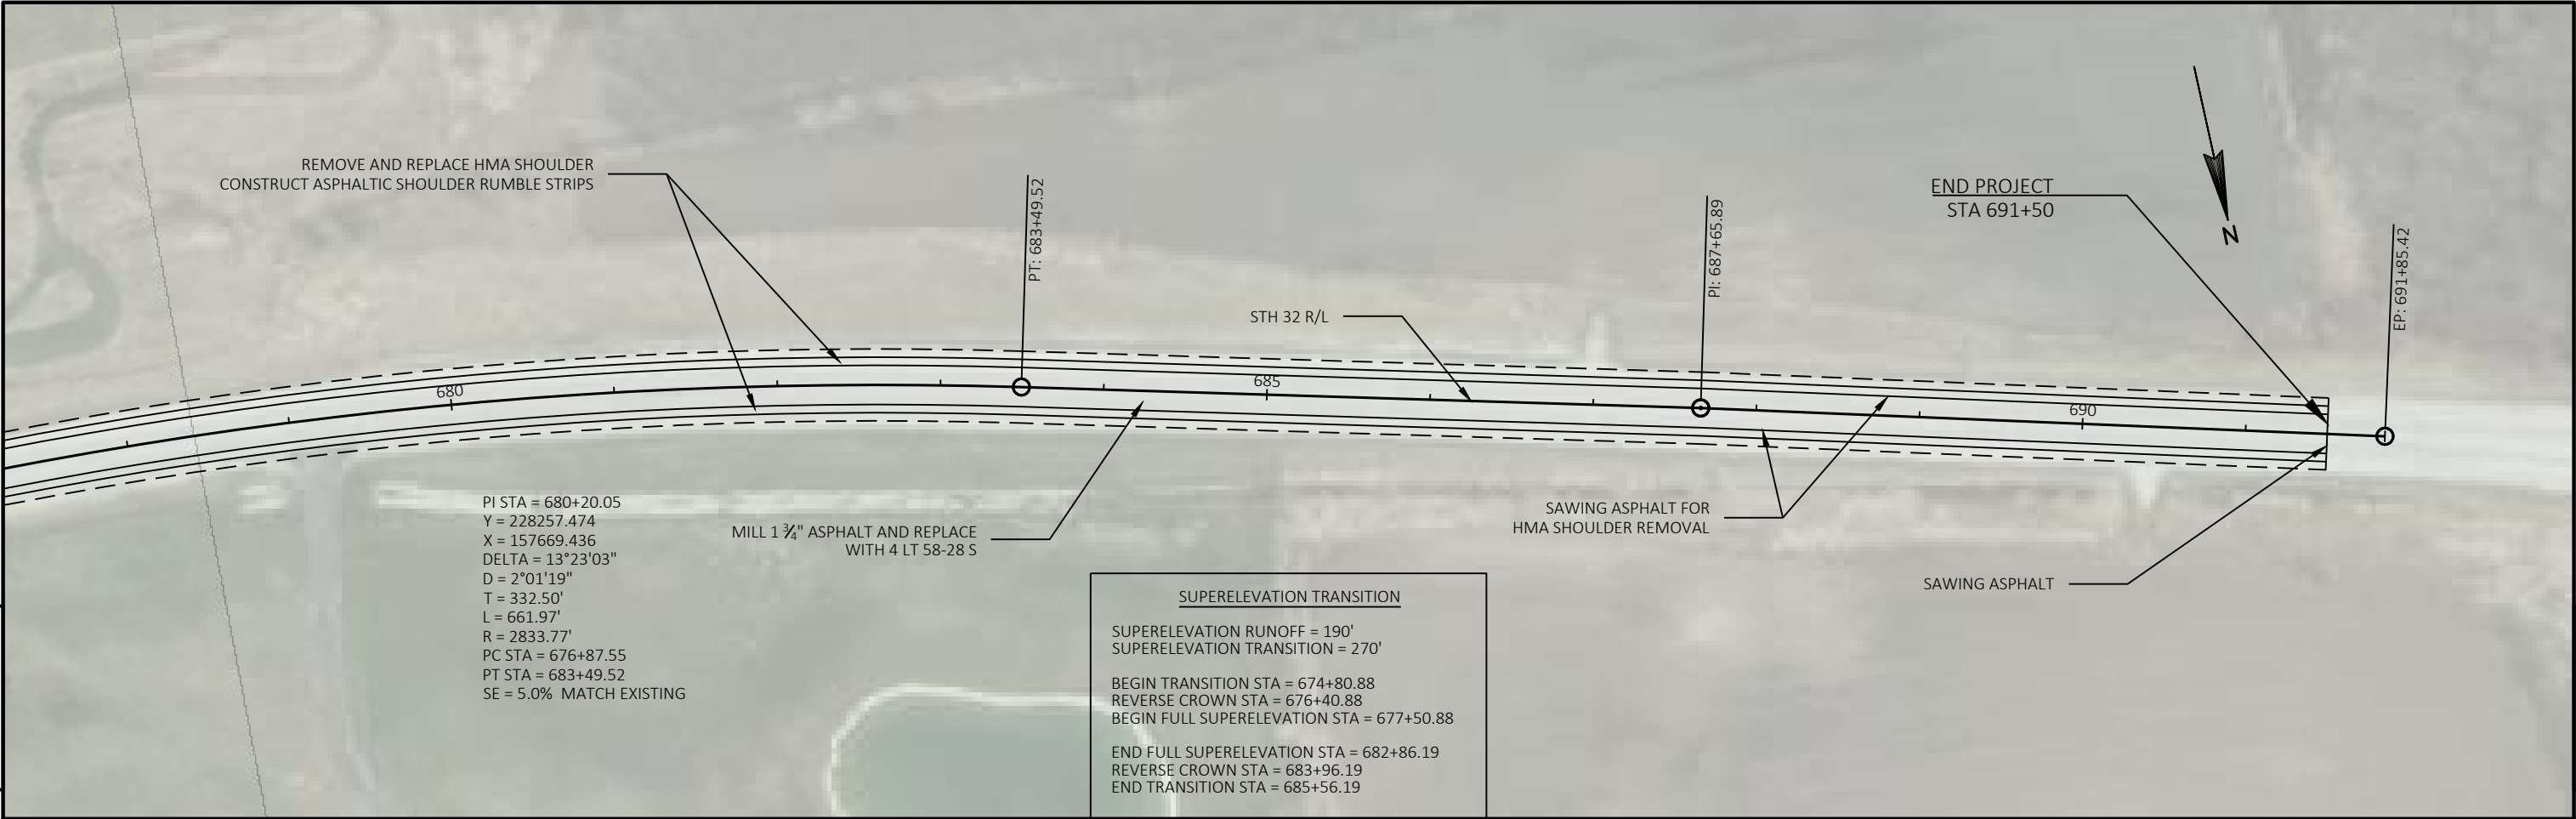 REMOVE AND REPLACE HMA SHOULDER
CONSTRUCT ASPHALTIC SHOULDER RUMBLE STRIPS
PT: 683+49.52
PI: 687+65.89
END PROJECT
STA 691+50
N
EP: 691+85.42
STH 32 R/L
680
685
690
PI STA = 680+20.05
Y = 228257.474
X = 157669.436
DELTA = 13°23'03"
D = 2°01'19"
T = 332.50'
L = 661.97'
R = 2833.77'
PC STA = 676+87.55
PT STA = 683+49.52
SE = 5.0% MATCH EXISTING
MILL 1 ¾" ASPHALT AND REPLACE
WITH 4 LT 58-28 S
SAWING ASPHALT FOR
HMA SHOULDER REMOVAL
SAWING ASPHALT
SUPERELEVATION TRANSITION
SUPERELEVATION RUNOFF = 190'
SUPERELEVATION TRANSITION = 270'
BEGIN TRANSITION STA = 674+80.88
REVERSE CROWN STA = 676+40.88
BEGIN FULL SUPERELEVATION STA = 677+50.88
END FULL SUPERELEVATION STA = 682+86.19
REVERSE CROWN STA = 683+96.19
END TRANSITION STA = 685+56.19